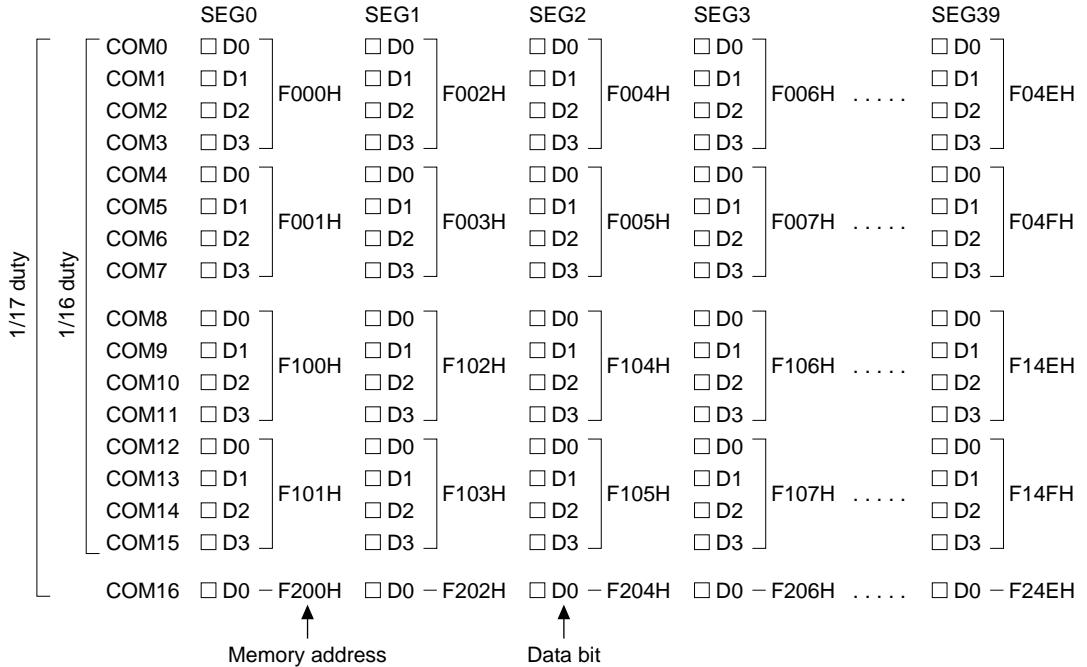 SEG0 SEG1 SEG2 SEG3 SEG39
COM0 D0 D0 D0 D0 D0
COM1 D1 D1 D1 D1 D1
F000H F002H F004H F006H . . . . . F04EH
COM2 D2 D2 D2 D2 D2
COM3 D3 D3 D3 D3 D3
COM4 D0 D0 D0 D0 D0
COM5 D1 D1 D1 D1 D1
F001H F003H F005H F007H . . . . . F04FH
COM6 D2 D2 D2 D2 D2
COM7 D3 D3 D3 D3 D3
1/17 duty
1/16 duty
COM8 D0 D0 D0 D0 D0
COM9 D1 D1 D1 D1 D1
F100H F102H F104H F106H . . . . . F14EH
COM10 D2 D2 D2 D2 D2
COM11 D3 D3 D3 D3 D3
COM12 D0 D0 D0 D0 D0
COM13 D1 D1 D1 D1 D1
F101H F103H F105H F107H . . . . . F14FH
COM14 D2 D2 D2 D2 D2
COM15 D3 D3 D3 D3 D3
COM16 D0 – F200H D0 – F202H D0 – F204H D0 – F206H . . . . . D0 – F24EH
Memory address Data bit